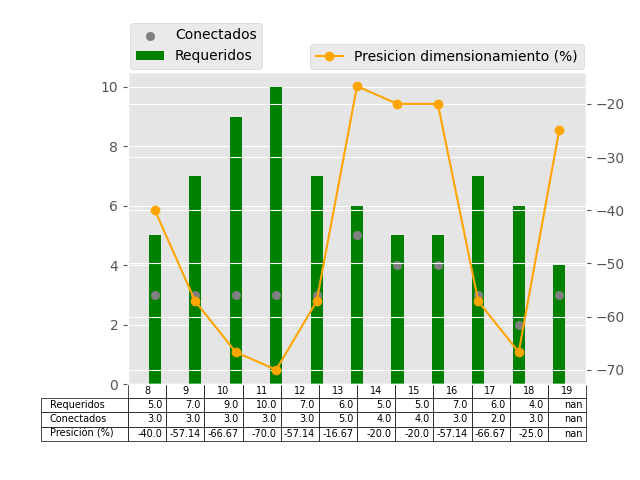 Conectados
Requeridos
Presicion dimensionamiento (%)
10
8
6
4
2
0
−20
−30
−40
−50
−60
−70
8 9 10 11 12 13 14 15 16 17 18 19
Requeridos 5.0 7.0 9.0 10.0 7.0 6.0 5.0 5.0 7.0 6.0 4.0 nan
Conectados 3.0 3.0 3.0 3.0 3.0 5.0 4.0 4.0 3.0 2.0 3.0 nan
Presición (%) -40.0 -57.14 -66.67 -70.0 -57.14 -16.67 -20.0 -20.0 -57.14 -66.67 -25.0 nan